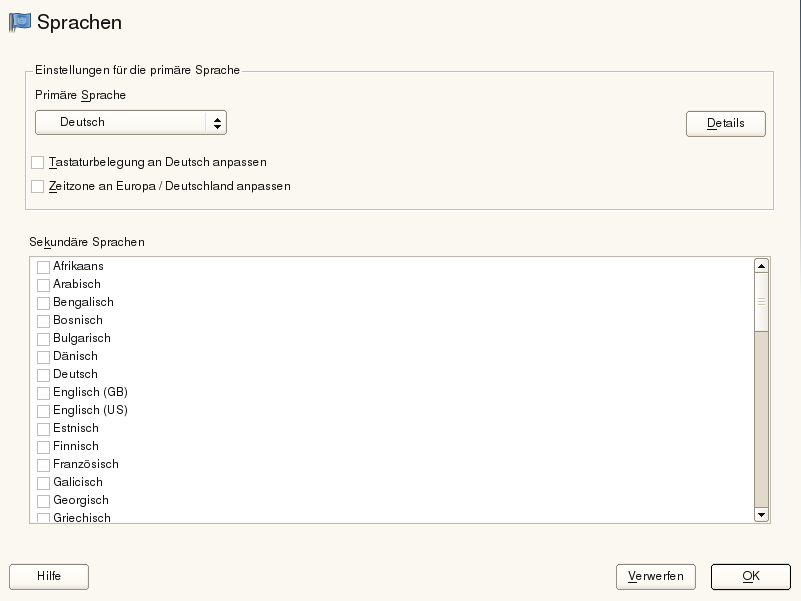 Sprachen
Einstellungen für die primäre Sprache
Primäre Sprache
Deutsch
Details
Tastaturbelegung an Deutsch anpassen
Zeitzone an Europa / Deutschland anpassen
Sekundäre Sprachen
Afrikaans
Arabisch
Bengalisch
Bosnisch
Bulgarisch
Dänisch
Deutsch
Englisch (GB)
Englisch (US)
Estnisch
Finnisch
Französisch
Galicisch
Georgisch
Griechisch
Hilfe
Verwerfen
OK